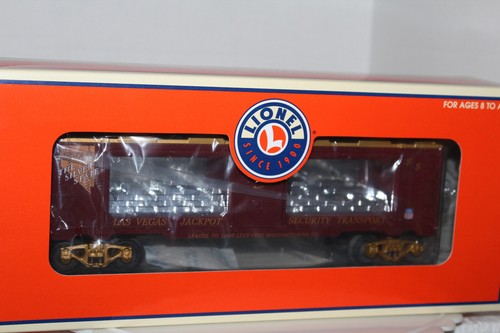 FOR AGES 8 TO A
LIONEL
L
SINCE 1900
LAS VEGAS JACKPOT SECURITY TRANSPORT